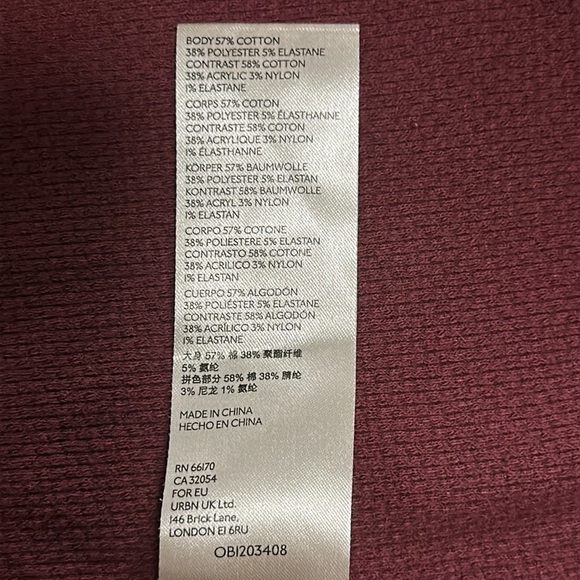 BODY 57% COTTON
38% POLYESTER 5% ELASTANE
CONTRAST 58% COTTON
38% ACRYLIC 3% NYLON
1% ELASTANE
CORPS 57% COTON
38% POLYESTER 5% ÉLASTHANNE
CONTRASTE 58% COTON
38% ACRYLIQUE 3% NYLON
1% ÉLASTHANNE
KÖRPER 57% BAUMWOLLE
38% POLYESTER 5% ELASTAN
KONTRAST 58% BAUMWOLLE
38% ACRYL 3% NYLON
1% ELASTAN
CORPO 57% COTONE
38% POLIESTERE 5% ELASTAN
CONTRASTO 58% COTONE
38% ACRILICO 3% NYLON
1% ELASTAN
CUERPO 57% ALGODÓN
38% POLIÉSTER 5% ELASTANE
CONTRASTE 58% ALGODÓN
38% ACRÍLICO 3% NYLON
1% ELASTANE
大身 57% 棉 38% 聚酯纤维
5% 氨纶
拼色部分 58% 棉 38% 腈纶
3% 尼龙 1% 氨纶
MADE IN CHINA
HECHO EN CHINA
RN 66170
CA 32054
FOR EU
URBN UK Ltd.
146 Brick Lane,
LONDON E1 6RU
OB1203408